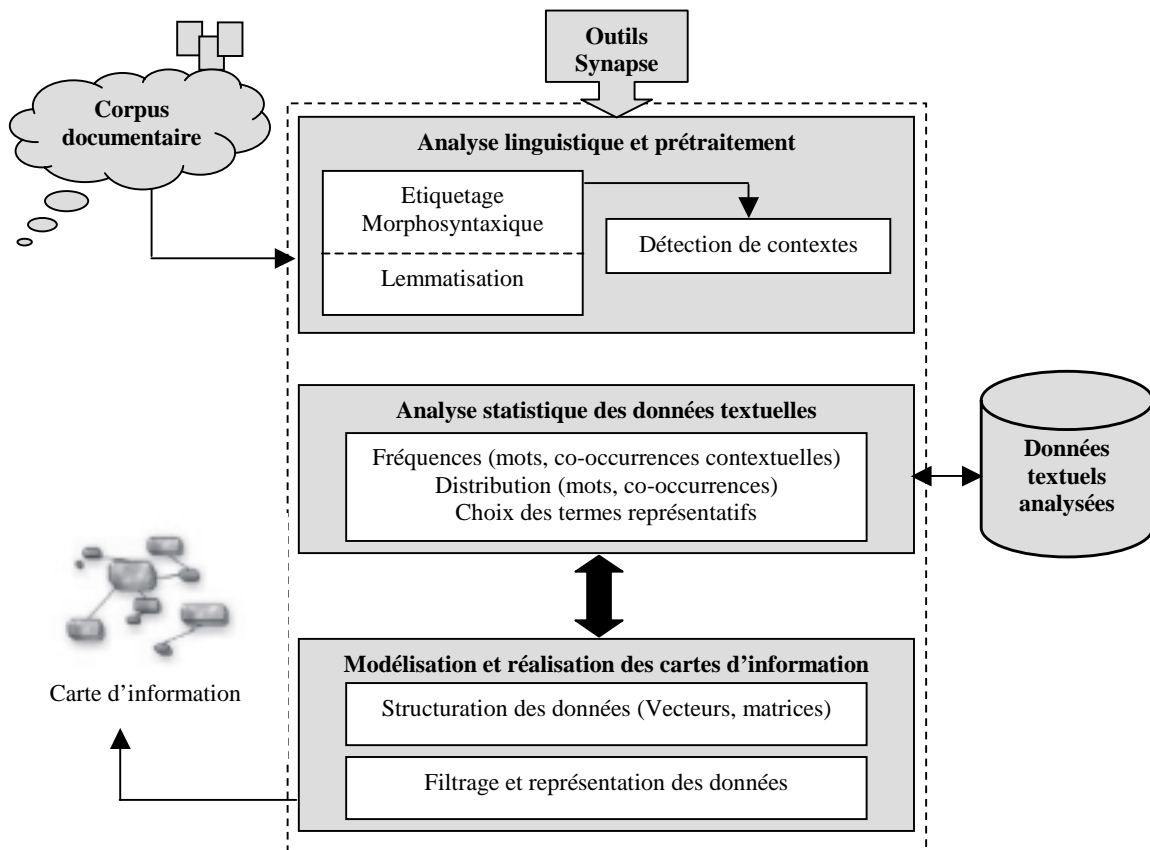 Outils
Synapse
Corpus
documentaire
Analyse linguistique et prétraitement
Etiquetage
Morphosyntaxique
Lemmatisation
Détection de contextes
Analyse statistique des données textuelles
Fréquences (mots, co-occurrences contextuelles)
Distribution (mots, co-occurrences)
Choix des termes représentatifs
Données
textuels
analysées
Modélisation et réalisation des cartes d’information
Structuration des données (Vecteurs, matrices)
Filtrage et représentation des données
Carte d’information